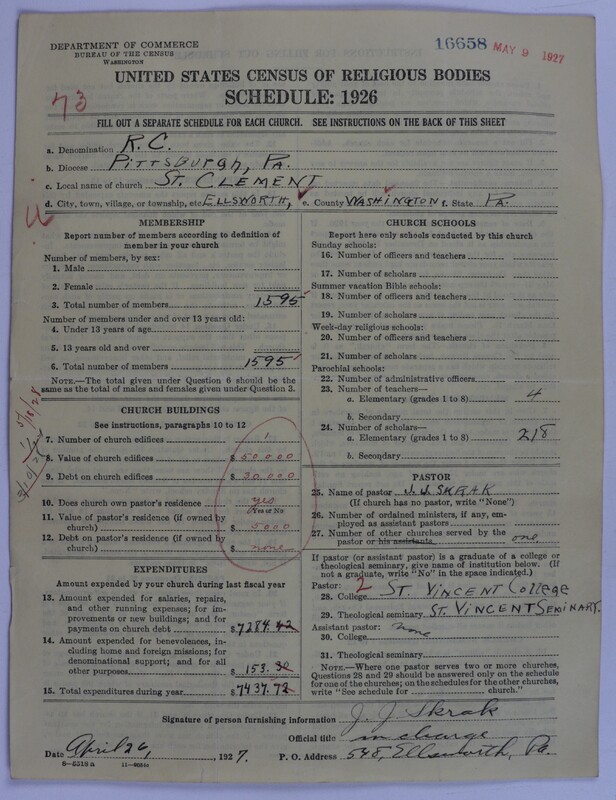 DEPARTMENT OF COMMERCE
BUREAU OF THE CENSUS
WASHINGTON
16658 MAY 9 1927
UNITED STATES CENSUS OF RELIGIOUS BODIES
SCHEDULE: 1926
73
FILL OUT A SEPARATE SCHEDULE FOR EACH CHURCH. SEE INSTRUCTIONS ON THE BACK OF THIS SHEET
a. Denomination R.C.
b. Diocese PITTSBURGH, PA.
c. Local name of church ST. CLEMENT
d. City, town, village, or township, etc ELLSWORTH, e. County WASHINGTON f. State PA.
MEMBERSHIP
Report number of members according to definition of
member in your church
Number of members, by sex:
1. Male
2. Female
3. Total number of members 1595
Number of members under and over 13 years old:
4. Under 13 years of age
5. 13 years old and over
6. Total number of members 1595
NOTE.—The total given under Question 6 should be the
same as the total of males and females given under Question 3.
CHURCH BUILDINGS
See instructions, paragraphs 10 to 12
7. Number of church edifices 1
8. Value of church edifices $ 50.000
9. Debt on church edifices $ 30.000
10. Does church own pastor's residence yes
(Yes or No
11. Value of pastor's residence (if owned by
church) $ 5000
12. Debt on pastor's residence (if owned by
church) $ none
EXPENDITURES
Amount expended by your church during last fiscal year
13. Amount expended for salaries, repairs,
and other running expenses; for im-
provements or new buildings; and for
payments on church debt $ 7284.42
14. Amount expended for benevolences,
including home and foreign missions; for
denominational support; and for all
other purposes $ 153.30
15. Total expenditures during year $ 7437.72
CHURCH SCHOOLS
Report here only schools conducted by this church
Sunday schools:
16. Number of officers and teachers
17. Number of scholars
Summer vacation Bible schools:
18. Number of officers and teachers
19. Number of scholars
Week-day religious schools:
20. Number of officers and teachers
21. Number of scholars
Parochial schools:
22. Number of administrative officers
23. Number of teachers—
a. Elementary (grades 1 to 8) 4
b. Secondary
24. Number of scholars—
a. Elementary (grades 1 to 8) 218
b. Secondary
PASTOR
25. Name of pastor J. J. SKRAK
(If church has no pastor, write "None")
26. Number of ordained ministers, if any, em-
ployed as assistant pastors
27. Number of other churches served by the
pastor or his assistants one
If pastor (or assistant pastor) is a graduate of a college or
theological seminary, give name of institution below. (If
not a graduate, write "No" in the space indicated.)
Pastor: 2
28. College ST. VINCENT COLLEGE
29. Theological seminary ST. VINCENT SEMINARY.
Assistant pastor: none
30. College
31. Theological seminary
NOTE.—Where one pastor serves two or more churches,
Questions 28 and 29 should be answered only on the schedule
for one of the churches; on the schedules for the other churches,
write "See schedule for church."
Signature of person furnishing information J. J. Skrak
Official title in charge
Date April 26, 1927. P. O. Address 548, Ellsworth, Pa.
8-5518a